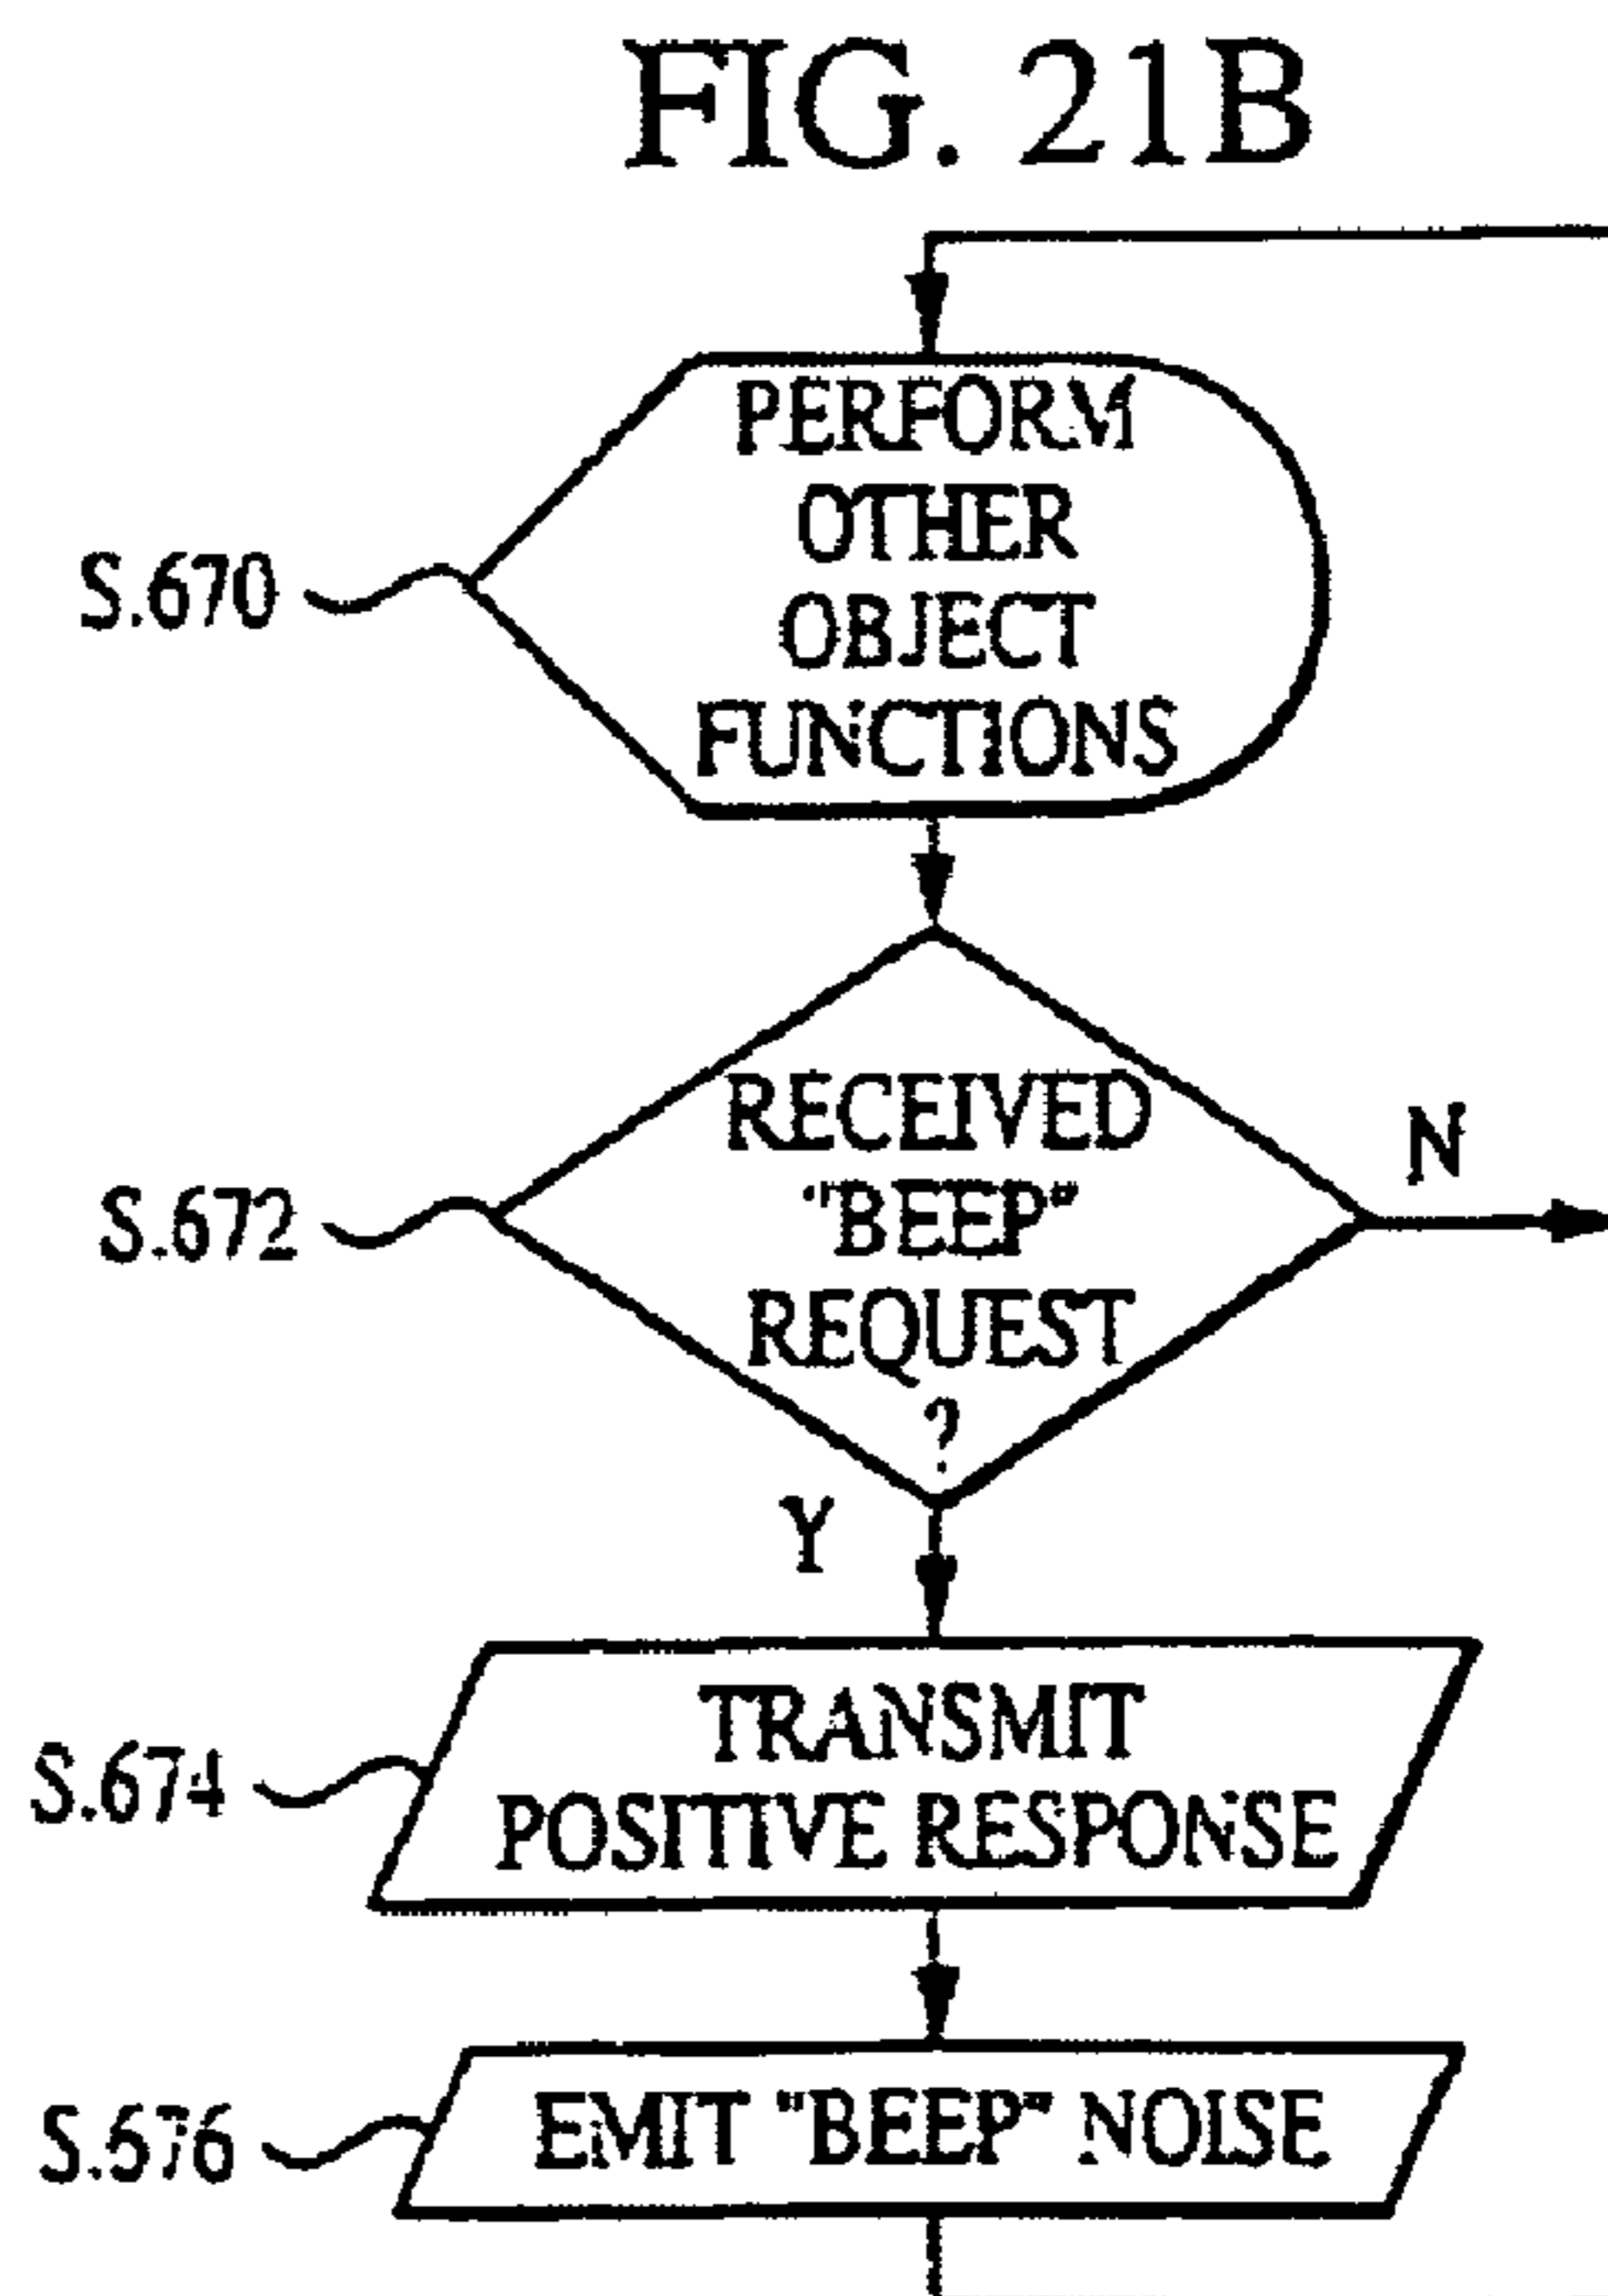 FIG. 21B
PERFORM
OTHER
OBJECT
FUNCTIONS
S.670
RECEIVED
"BEEP"
REQUEST
?
S.672
N
Y
TRANSMIT
POSITIVE RESPONSE
S.674
EMIT "BEEP" NOISE
S.676